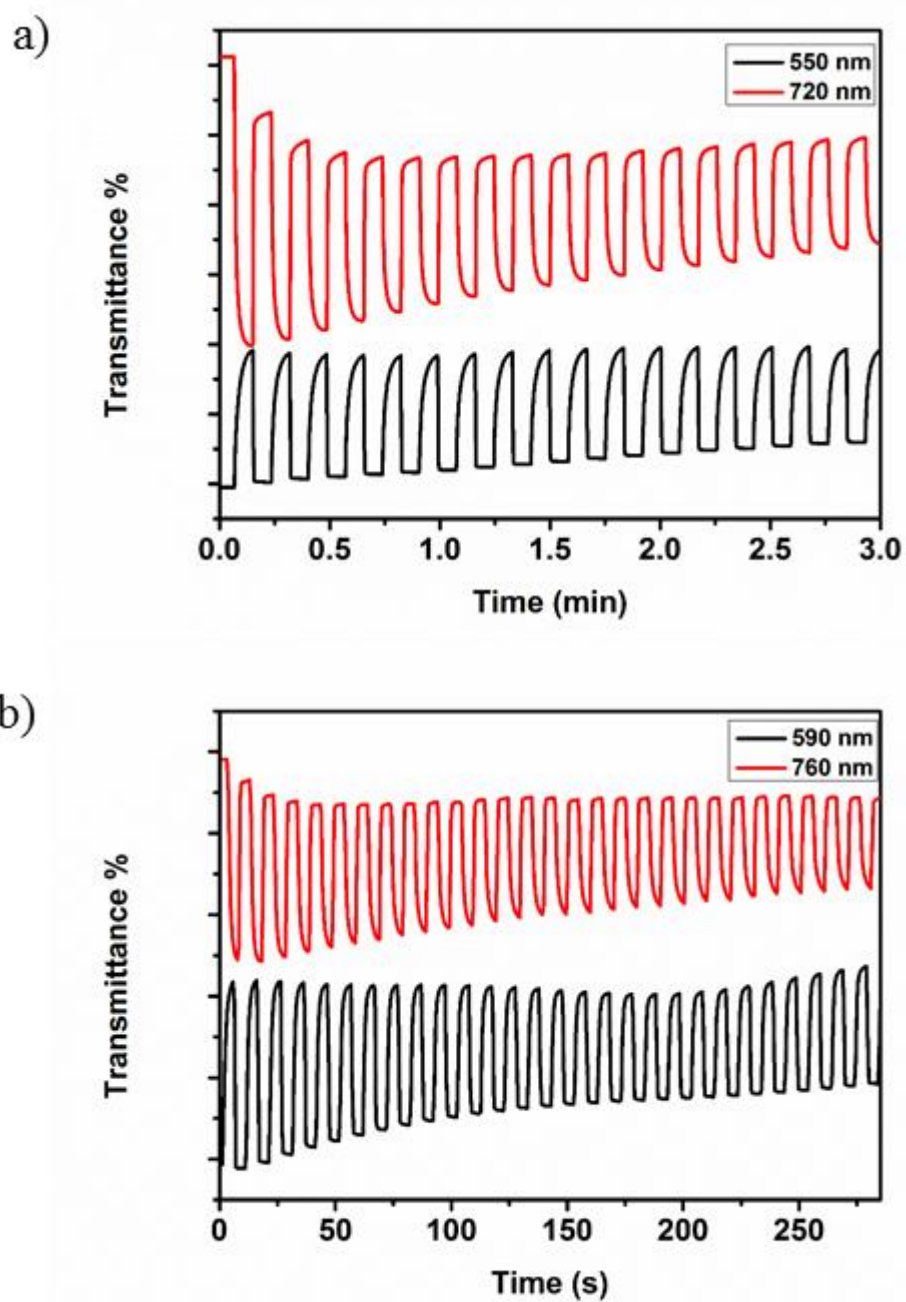 a)
550 nm
720 nm
Transmittance %
0.0 0.5 1.0 1.5 2.0 2.5 3.0
Time (min)
b)
590 nm
760 nm
Transmittance %
0 50 100 150 200 250
Time (s)